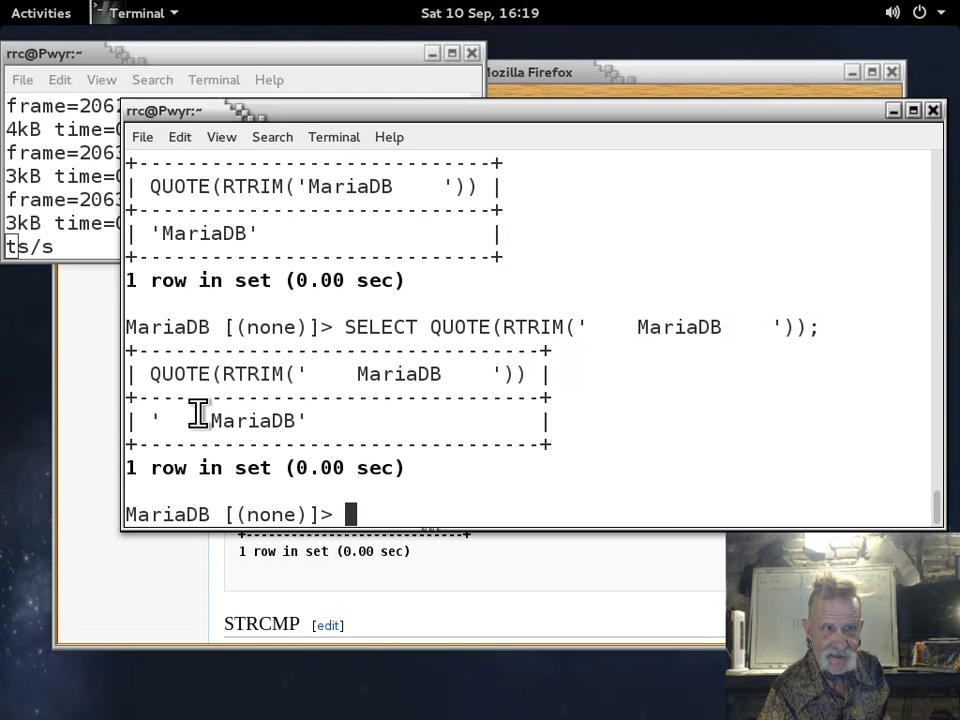 Activities Terminal Sat 10 Sep, 16:19
rrc@Pwyr:~
File Edit View Search Terminal Help
Mozilla Firefox
frame=2062
4kB time=0
frame=2063
3kB time=0
frame=2063
3kB time=0
ts/s
rrc@Pwyr:~
File Edit View Search Terminal Help
+-----------------------------+
| QUOTE(RTRIM('MariaDB    ')) |
+-----------------------------+
| 'MariaDB'                   |
+-----------------------------+
1 row in set (0.00 sec)
MariaDB [(none)]> SELECT QUOTE(RTRIM('    MariaDB    '));
+---------------------------------+
| QUOTE(RTRIM('    MariaDB    ')) |
+---------------------------------+
| '    MariaDB'                   |
+---------------------------------+
1 row in set (0.00 sec)
MariaDB [(none)]>
+----------------------------+
1 row in set (0.00 sec)
STRCMP [edit]